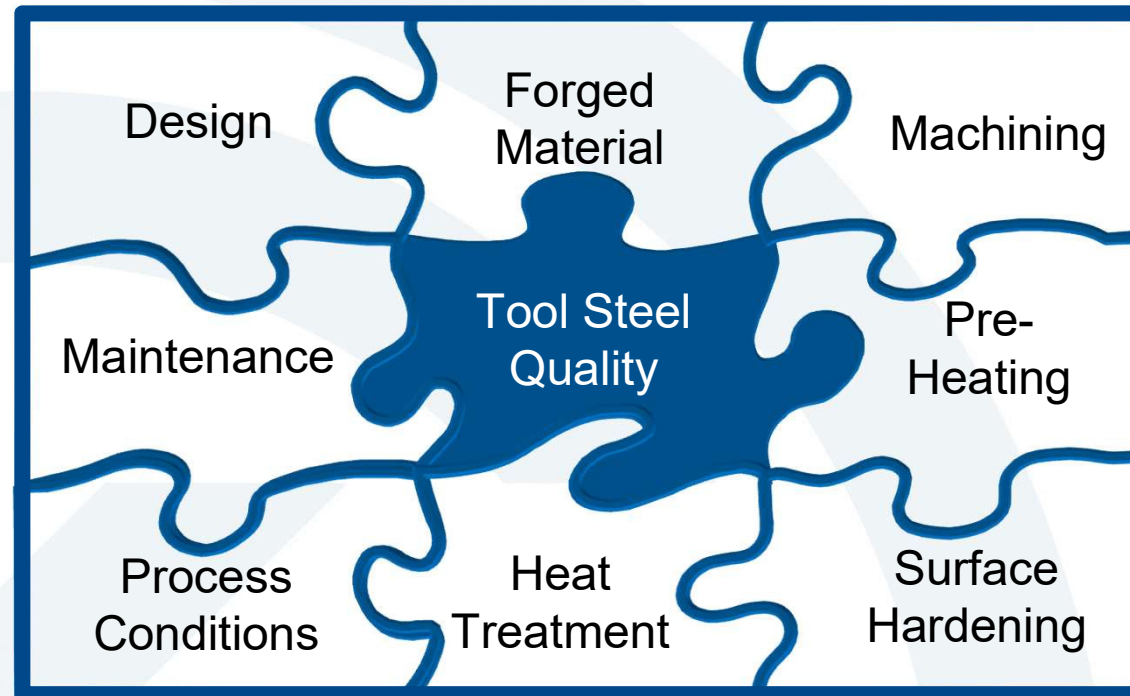 Design
Forged
Material
Machining
Maintenance
Tool Steel
Quality
Pre-
Heating
Process
Conditions
Heat
Treatment
Surface
Hardening